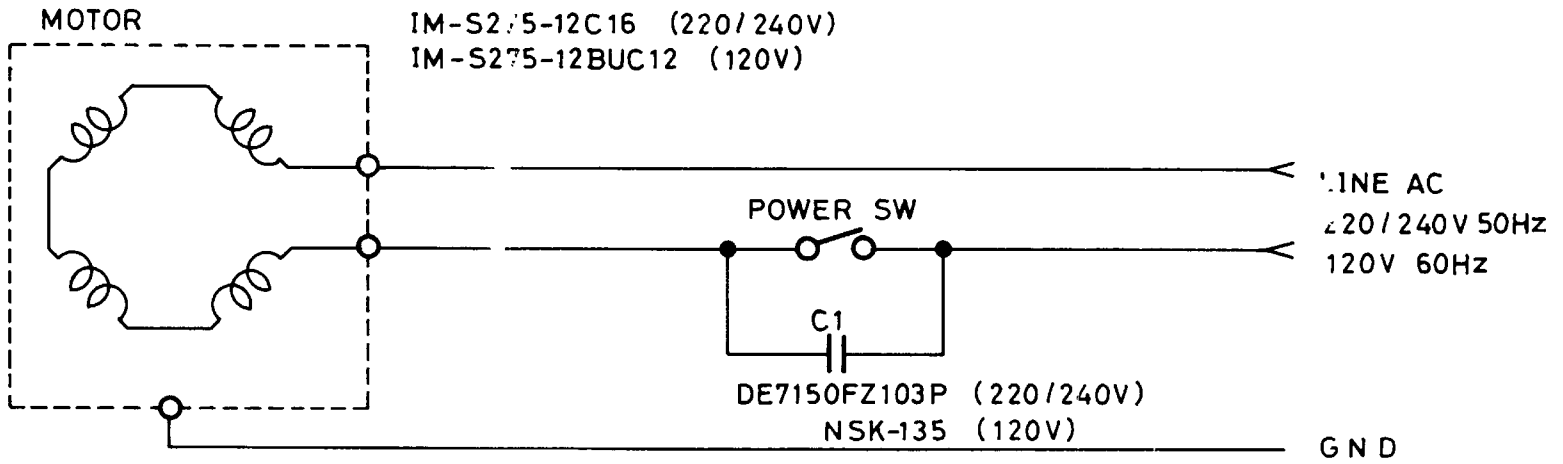 MOTOR
IM-S275-12C16 (220/240V)
IM-S275-12BUC12 (120V)
LINE AC
220/240V 50Hz
120V 60Hz
POWER SW
C1
DE7150FZ103P (220/240V)
NSK-135 (120V)
GND